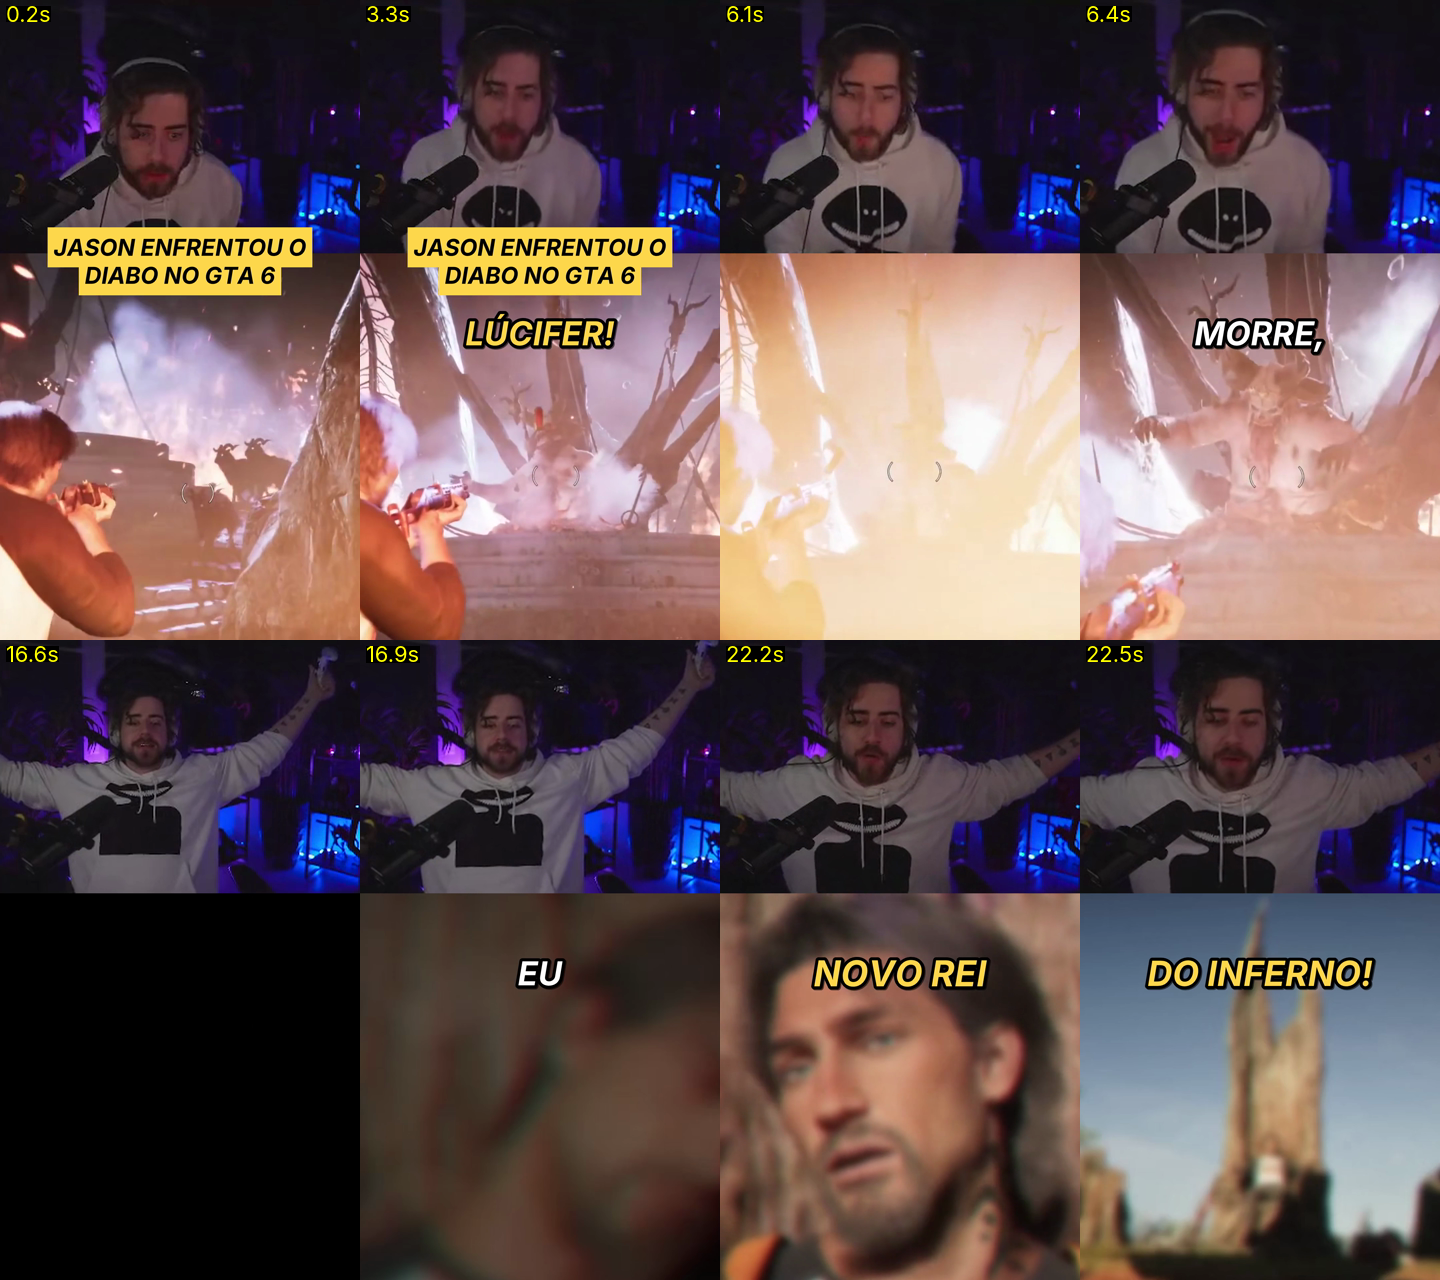 0.2s
3.3s
6.1s
6.4s
JASON ENFRENTOU O
DIABO NO GTA 6
JASON ENFRENTOU O
DIABO NO GTA 6
LÚCIFER!
MORRE,
16.6s
16.9s
22.2s
22.5s
EU
NOVO REI
DO INFERNO!